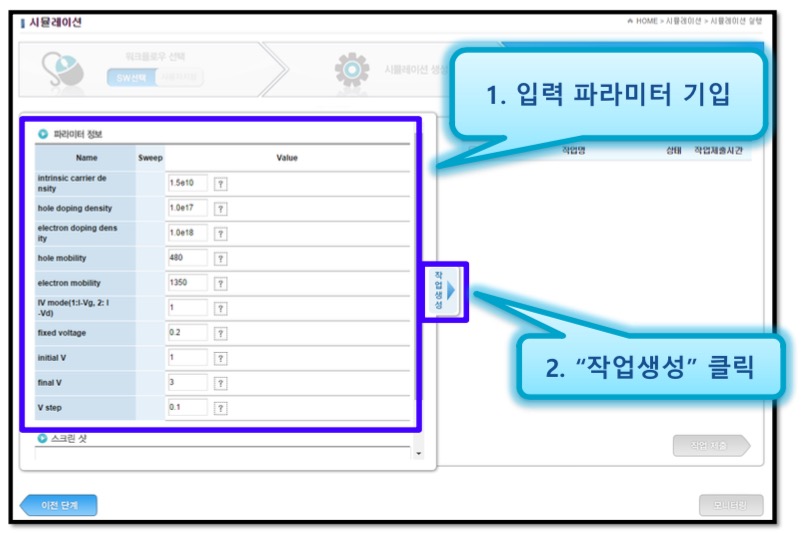 시뮬레이션
HOME > 시뮬레이션 > 시뮬레이션 실행
워크플로우 선택
SW선택
시뮬레이션 생성
1. 입력 파라미터 기입
파라미터 정보
Name Sweep Value
작업명 상태 작업제출시간
intrinsic carrier de
nsity 1.5e10 ?
hole doping density 1.0e17 ?
electron doping dens
ity 1.0e18 ?
hole mobility 480 ?
electron mobility 1350 ?
IV mode(1:I-Vg, 2: I
-Vd) 1 ?
fixed voltage 0.2 ?
initial V 1 ?
final V 3 ?
V step 0.1 ?
작업생성
2. “작업생성” 클릭
스크린 샷
작업 제출
이전 단계
모니터링